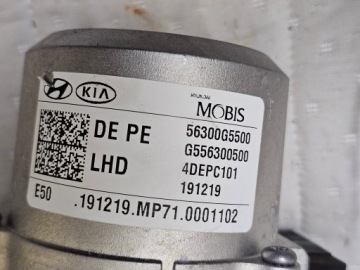 KIA
MOBIS
DE PE 56300G5500
G556300500
LHD 4DEPC101
191219
E50 .191219.MP71.0001102